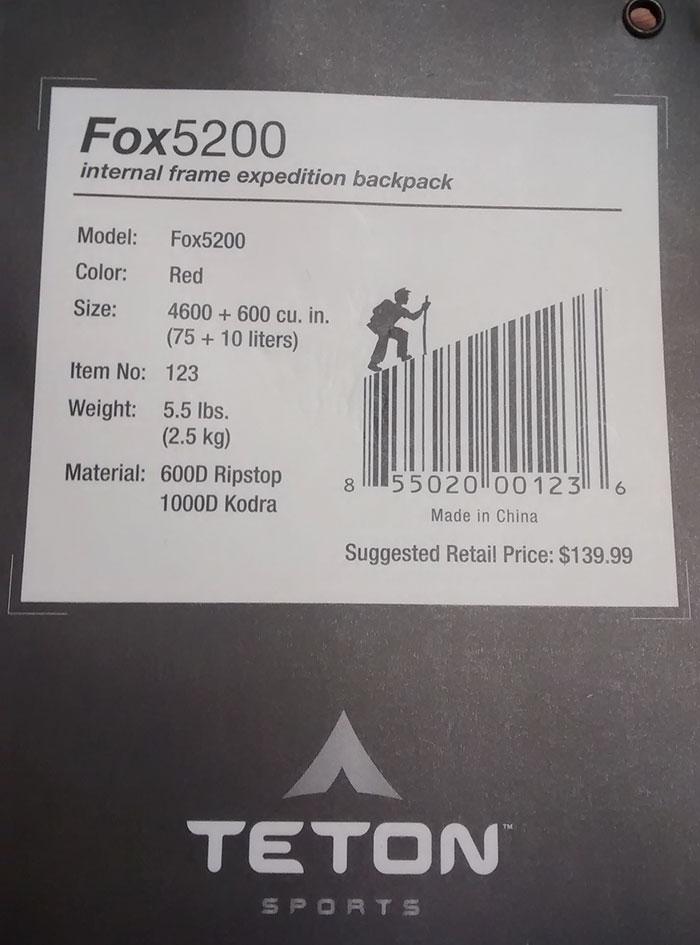 Fox5200
internal frame expedition backpack
Model: Fox5200
Color: Red
Size: 4600 + 600 cu. in.
(75 + 10 liters)
Item No: 123
Weight: 5.5 lbs.
(2.5 kg)
Material: 600D Ripstop
1000D Kodra
8 55020 00123 6
Made in China
Suggested Retail Price: $139.99
TETON™
SPORTS